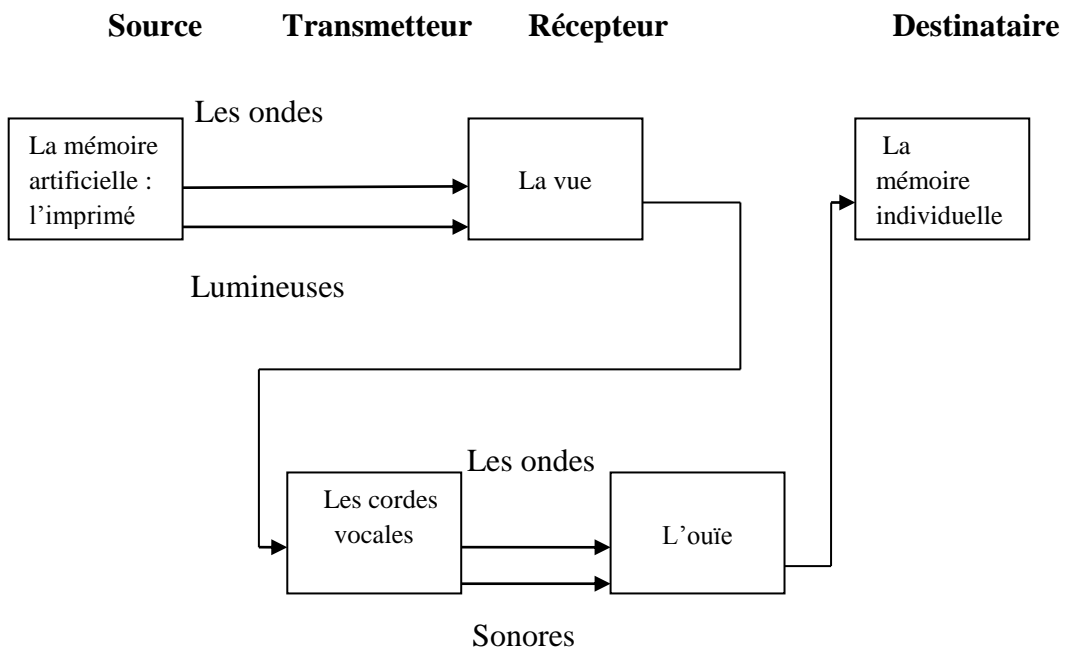 Source Transmetteur Récepteur Destinataire
Les ondes
La mémoire
artificielle :
l’imprimé
La vue
La
mémoire
individuelle
Lumineuses
Les ondes
Les cordes
vocales
L’ouïe
Sonores